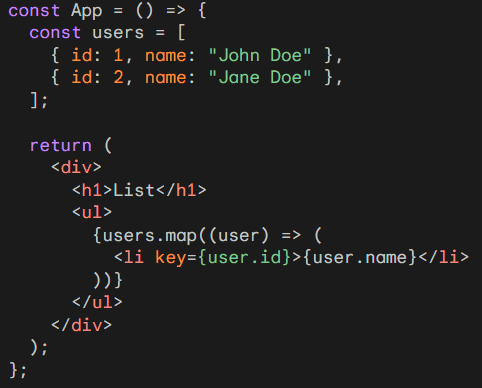 const App = () => {
  const users = [
    { id: 1, name: "John Doe" },
    { id: 2, name: "Jane Doe" },
  ];

  return (
    <div>
      <h1>List</h1>
      <ul>
        {users.map((user) => (
          <li key={user.id}>{user.name}</li>
        ))}
      </ul>
    </div>
  );
};